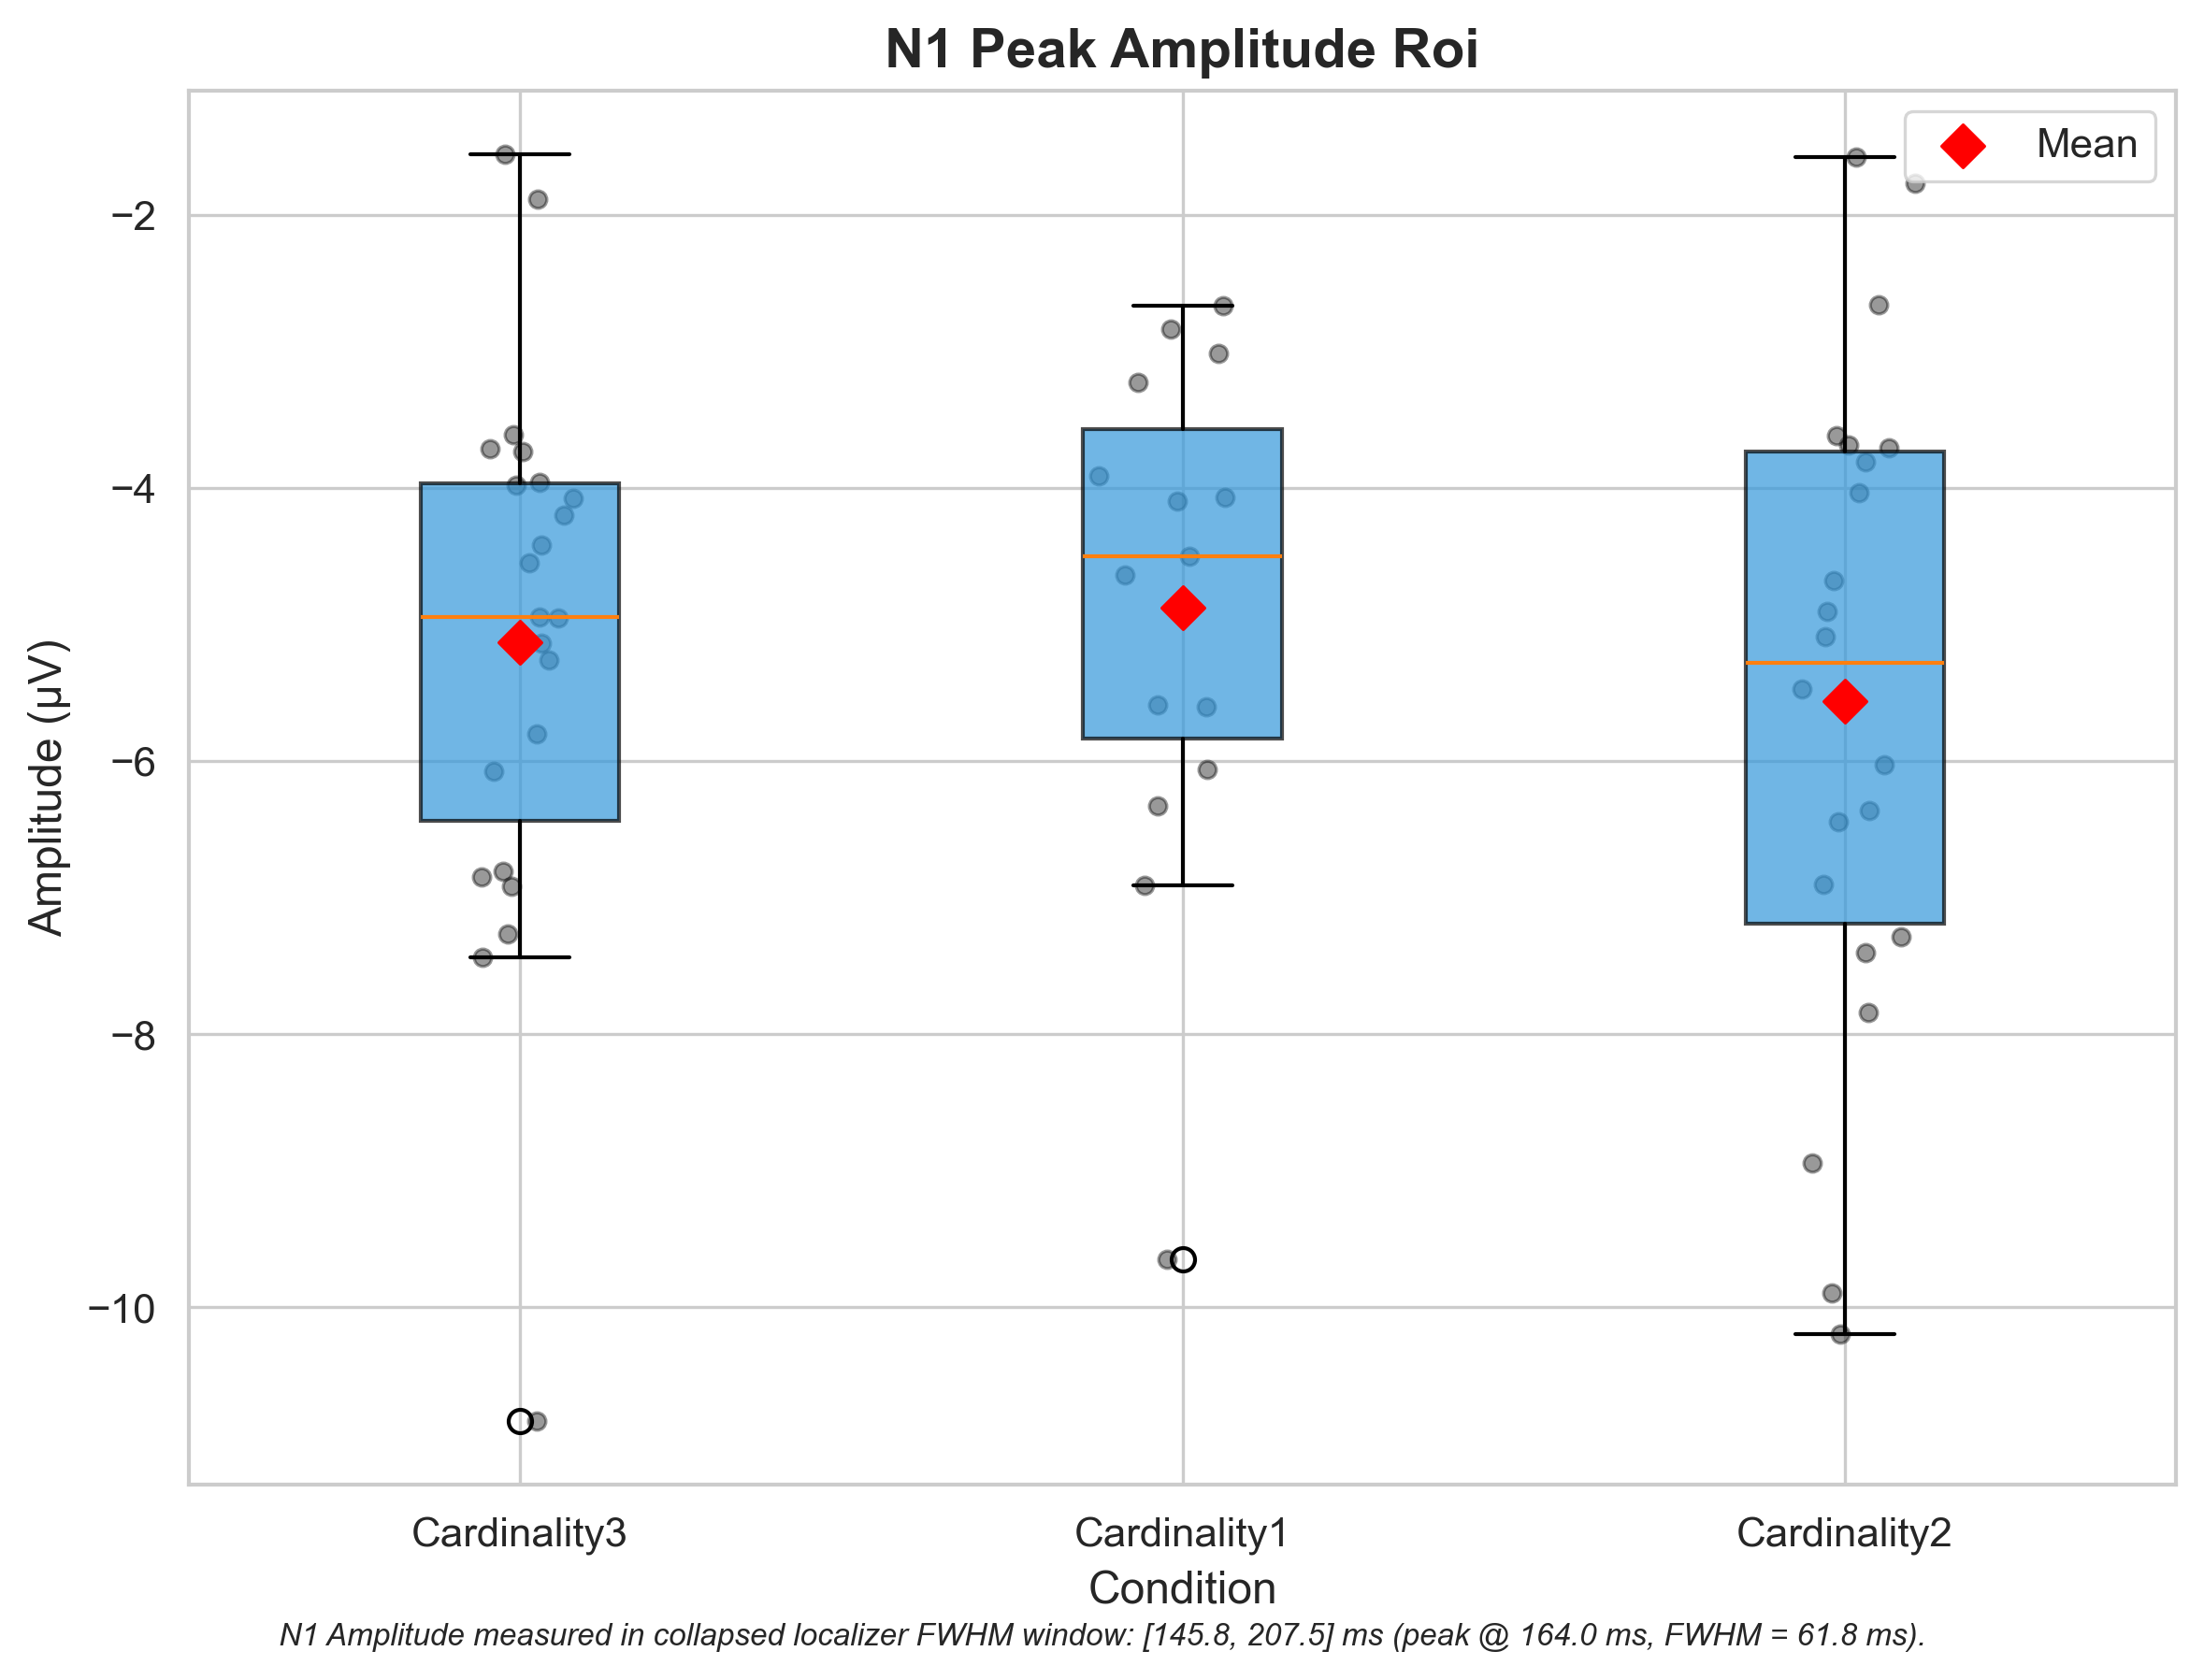 N1 Peak Amplitude Roi
Mean
−2
−4
−6
−8
−10
Amplitude (µV)
Cardinality3
Cardinality1
Cardinality2
Condition
N1 Amplitude measured in collapsed localizer FWHM window: [145.8, 207.5] ms (peak @ 164.0 ms, FWHM = 61.8 ms).